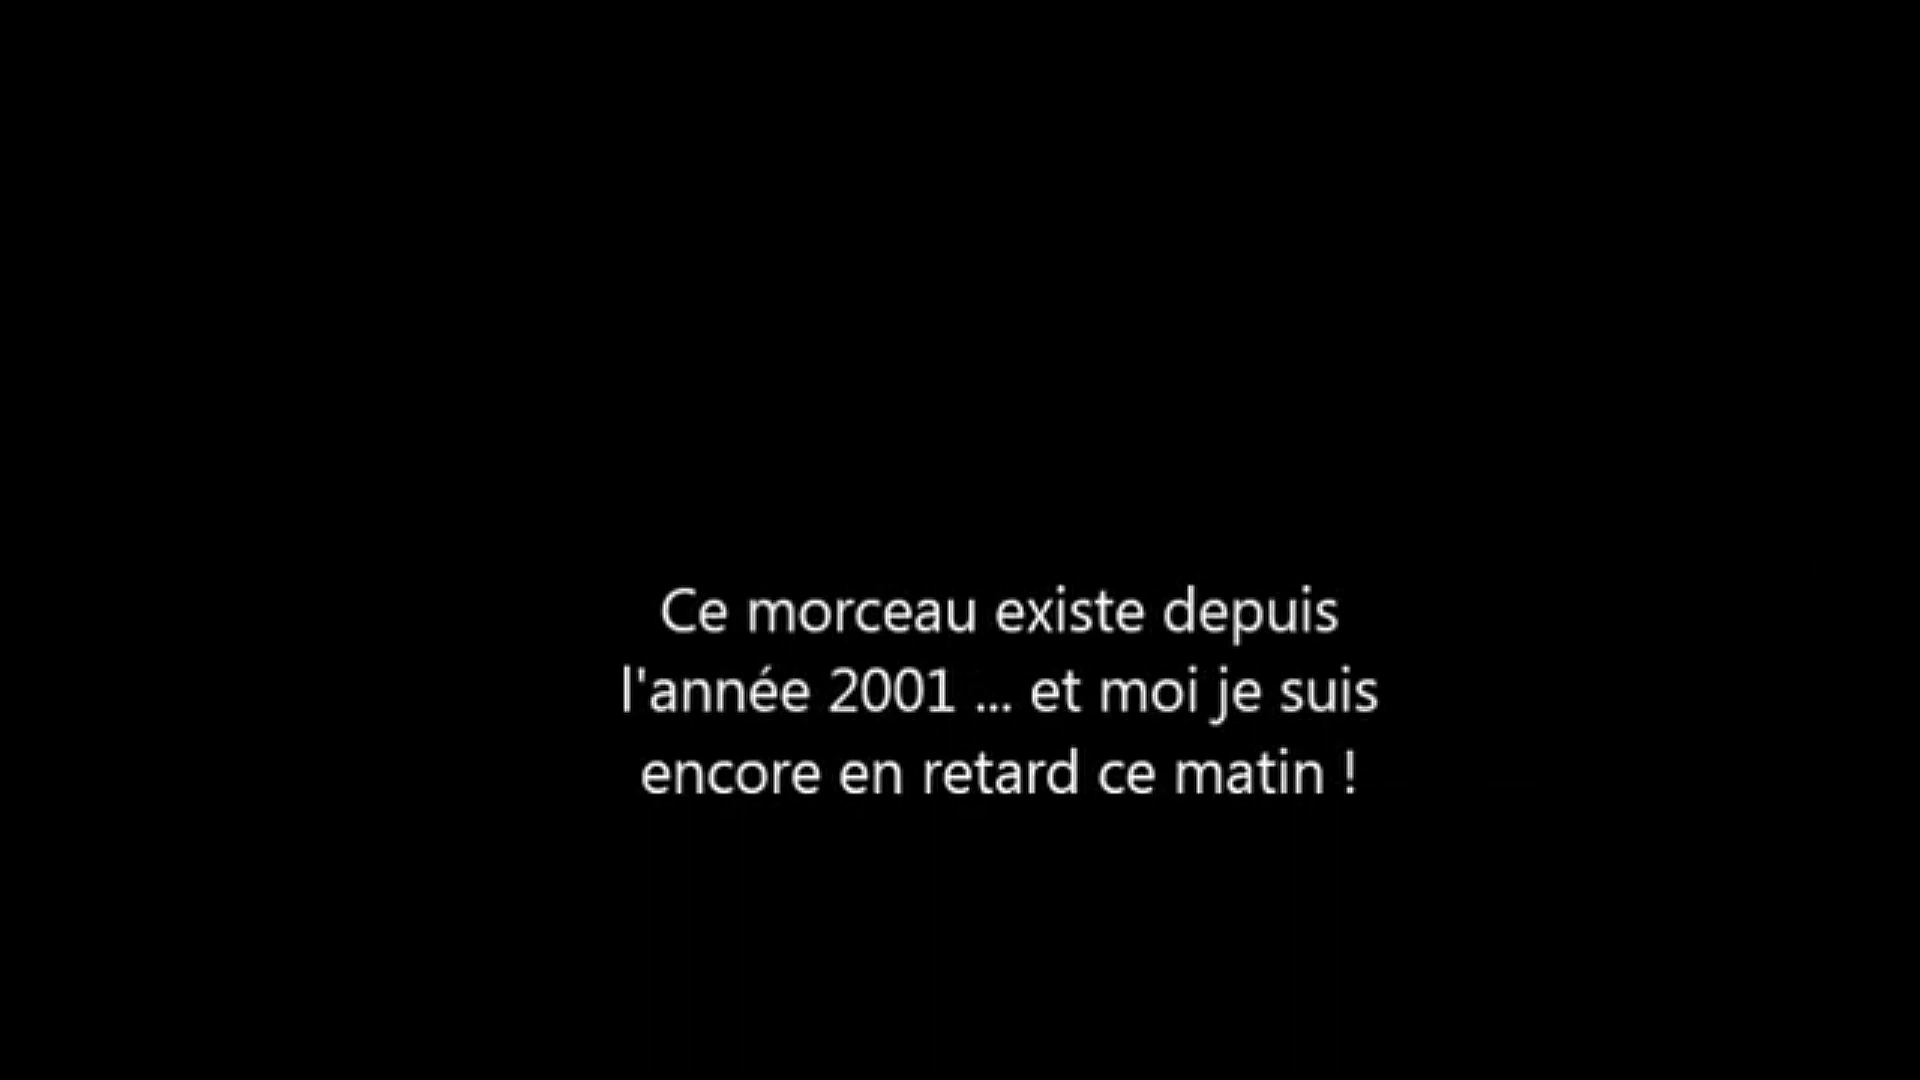 Ce morceau existe depuis
l'année 2001 ... et moi je suis
encore en retard ce matin !